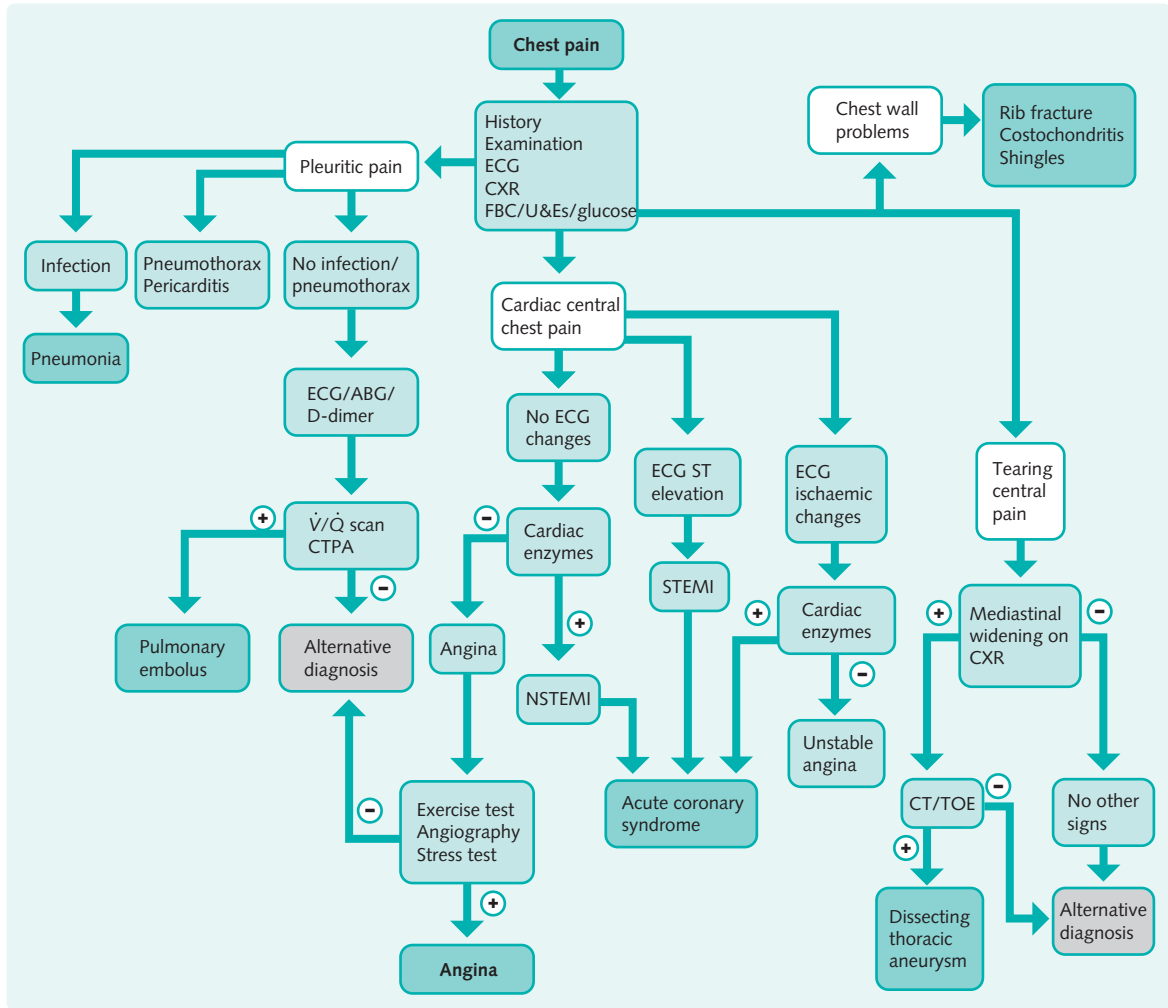 Chest pain
History
Examination
ECG
CXR
FBC/U&Es/glucose
Chest wall
problems
Rib fracture
Costochondritis
Shingles
Pleuritic pain
Infection
Pneumothorax
Pericarditis
No infection/
pneumothorax
Pneumonia
ECG/ABG/
D-dimer
+
V̇/Q̇ scan
CTPA
−
Pulmonary
embolus
Alternative
diagnosis
Cardiac central
chest pain
No ECG
changes
ECG ST
elevation
ECG
ischaemic
changes
−
Cardiac
enzymes
+
STEMI
Angina
NSTEMI
+
Cardiac
enzymes
−
Unstable
angina
−
Exercise test
Angiography
Stress test
+
Angina
Acute coronary
syndrome
Tearing
central
pain
+
Mediastinal
widening on
CXR
−
CT/TOE
−
+
No other
signs
Dissecting
thoracic
aneurysm
Alternative
diagnosis